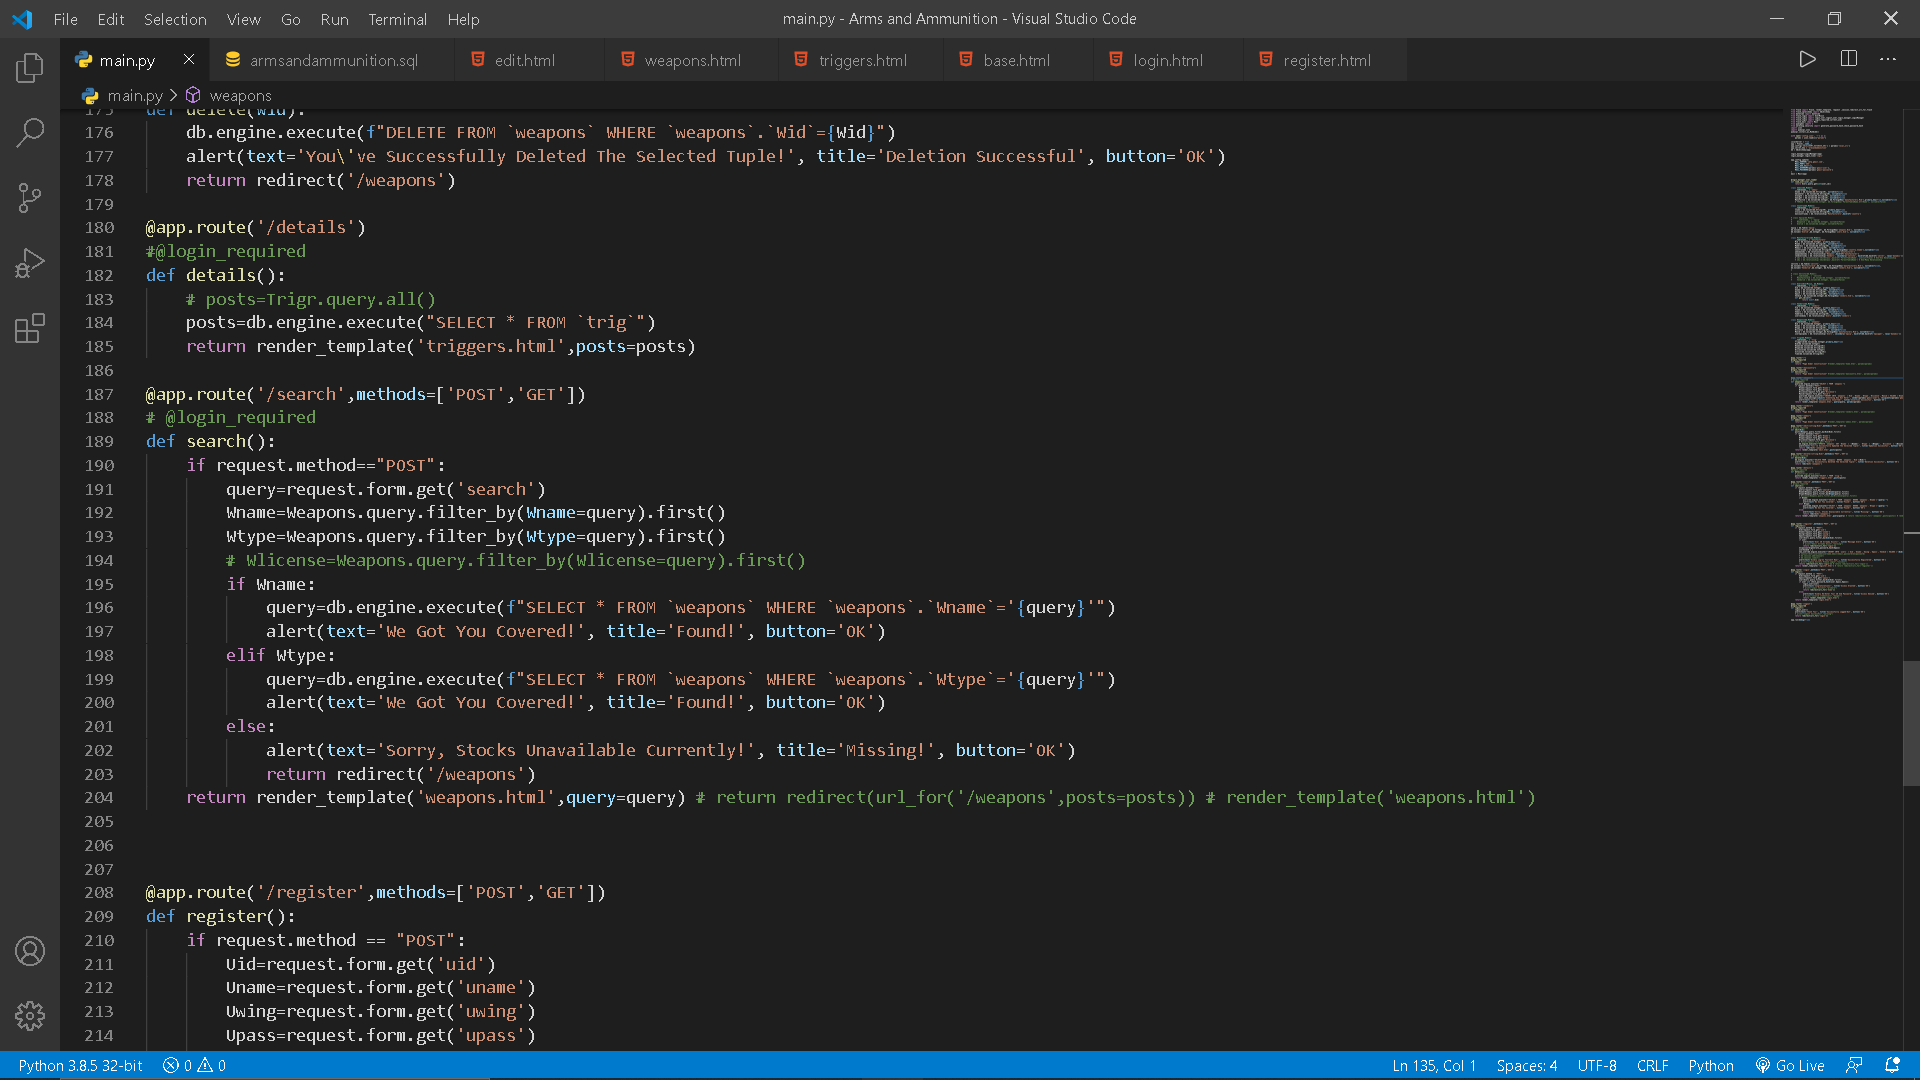 File Edit Selection View Go Run Terminal Help main.py - Arms and Ammunition - Visual Studio Code
main.py armsandammunition.sql edit.html weapons.html triggers.html base.html login.html register.html
main.py > weapons
175 def delete(Wid):
176 db.engine.execute(f"DELETE FROM `weapons` WHERE `weapons`.`Wid`={Wid}")
177 alert(text='You\'ve Successfully Deleted The Selected Tuple!', title='Deletion Successful', button='OK')
178 return redirect('/weapons')
179
180 @app.route('/details')
181 #@login_required
182 def details():
183 # posts=Trigr.query.all()
184 posts=db.engine.execute("SELECT * FROM `trig`")
185 return render_template('triggers.html',posts=posts)
186
187 @app.route('/search',methods=['POST','GET'])
188 # @login_required
189 def search():
190 if request.method=="POST":
191 query=request.form.get('search')
192 Wname=Weapons.query.filter_by(Wname=query).first()
193 Wtype=Weapons.query.filter_by(Wtype=query).first()
194 # Wlicense=Weapons.query.filter_by(Wlicense=query).first()
195 if Wname:
196 query=db.engine.execute(f"SELECT * FROM `weapons` WHERE `weapons`.`Wname`='{query}'")
197 alert(text='We Got You Covered!', title='Found!', button='OK')
198 elif Wtype:
199 query=db.engine.execute(f"SELECT * FROM `weapons` WHERE `weapons`.`Wtype`='{query}'")
200 alert(text='We Got You Covered!', title='Found!', button='OK')
201 else:
202 alert(text='Sorry, Stocks Unavailable Currently!', title='Missing!', button='OK')
203 return redirect('/weapons')
204 return render_template('weapons.html',query=query) # return redirect(url_for('/weapons',posts=posts)) # render_template('weapons.html')
205
206
207
208 @app.route('/register',methods=['POST','GET'])
209 def register():
210 if request.method == "POST":
211 Uid=request.form.get('uid')
212 Uname=request.form.get('uname')
213 Uwing=request.form.get('uwing')
214 Upass=request.form.get('upass')
Python 3.8.5 32-bit 0 0 Ln 135, Col 1 Spaces: 4 UTF-8 CRLF Python Go Live